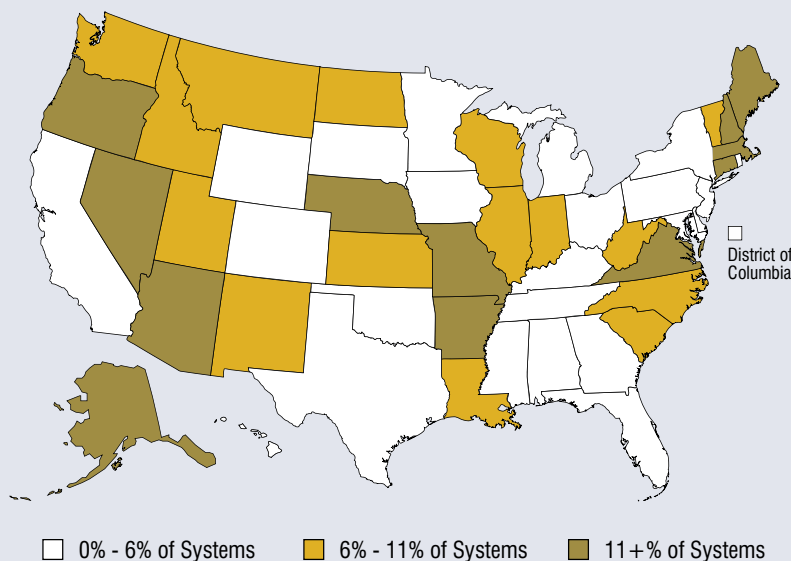 District of
Columbia
0% - 6% of Systems
6% - 11% of Systems
11+% of Systems